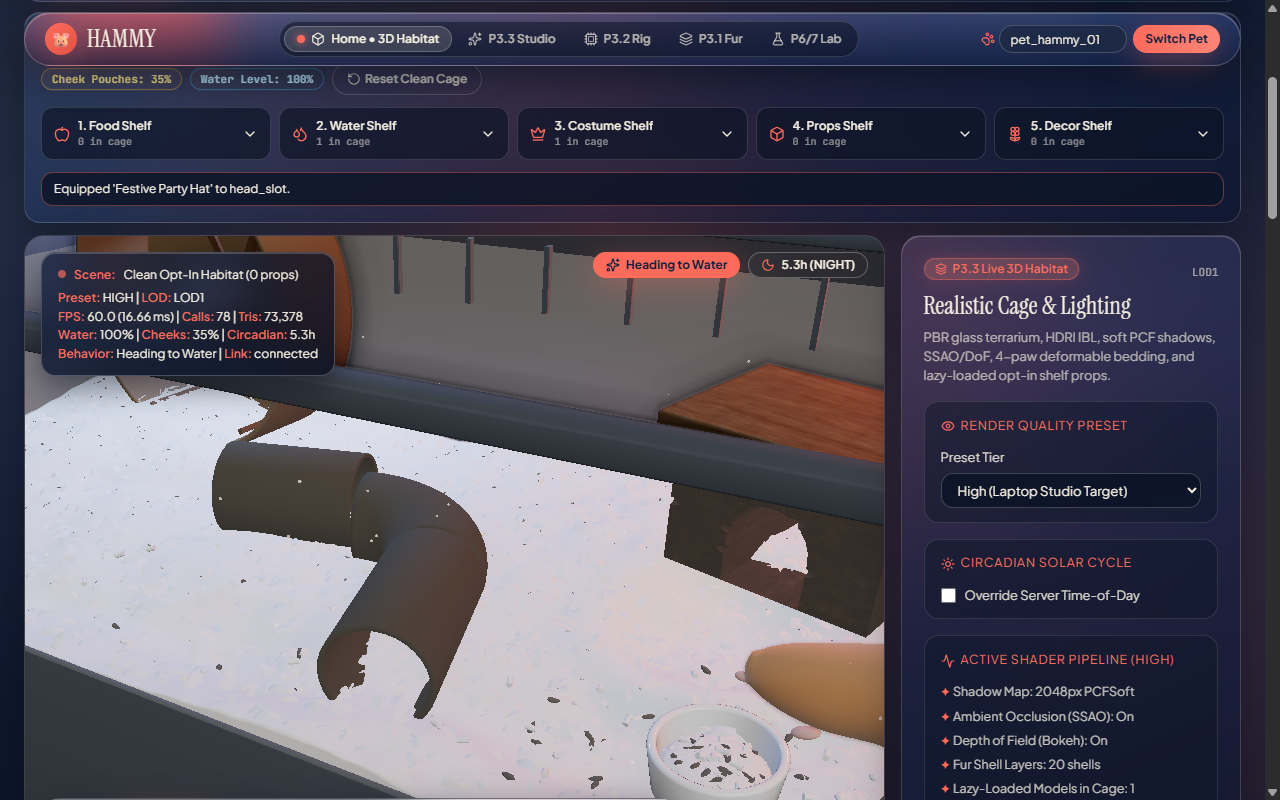 HAMMY
Home • 3D Habitat
P3.3 Studio
P3.2 Rig
P3.1 Fur
P6/7 Lab
pet_hammy_01
Switch Pet
Cheek Pouches: 35%
Water Level: 100%
Reset Clean Cage
1. Food Shelf
0 in cage
2. Water Shelf
1 in cage
3. Costume Shelf
1 in cage
4. Props Shelf
0 in cage
5. Decor Shelf
0 in cage
Equipped 'Festive Party Hat' to head_slot.
Scene: Clean Opt-In Habitat (0 props)
Preset: HIGH | LOD: LOD1
FPS: 60.0 (16.66 ms) | Calls: 78 | Tris: 73,378
Water: 100% | Cheeks: 35% | Circadian: 5.3h
Behavior: Heading to Water | Link: connected
Heading to Water
5.3h (NIGHT)
P3.3 Live 3D Habitat
LOD1
Realistic Cage & Lighting
PBR glass terrarium, HDRI IBL, soft PCF shadows,
SSAO/DoF, 4-paw deformable bedding, and
lazy-loaded opt-in shelf props.
RENDER QUALITY PRESET
Preset Tier
High (Laptop Studio Target)
CIRCADIAN SOLAR CYCLE
Override Server Time-of-Day
ACTIVE SHADER PIPELINE (HIGH)
✦ Shadow Map: 2048px PCFSoft
✦ Ambient Occlusion (SSAO): On
✦ Depth of Field (Bokeh): On
✦ Fur Shell Layers: 20 shells
✦ Lazy-Loaded Models in Cage: 1